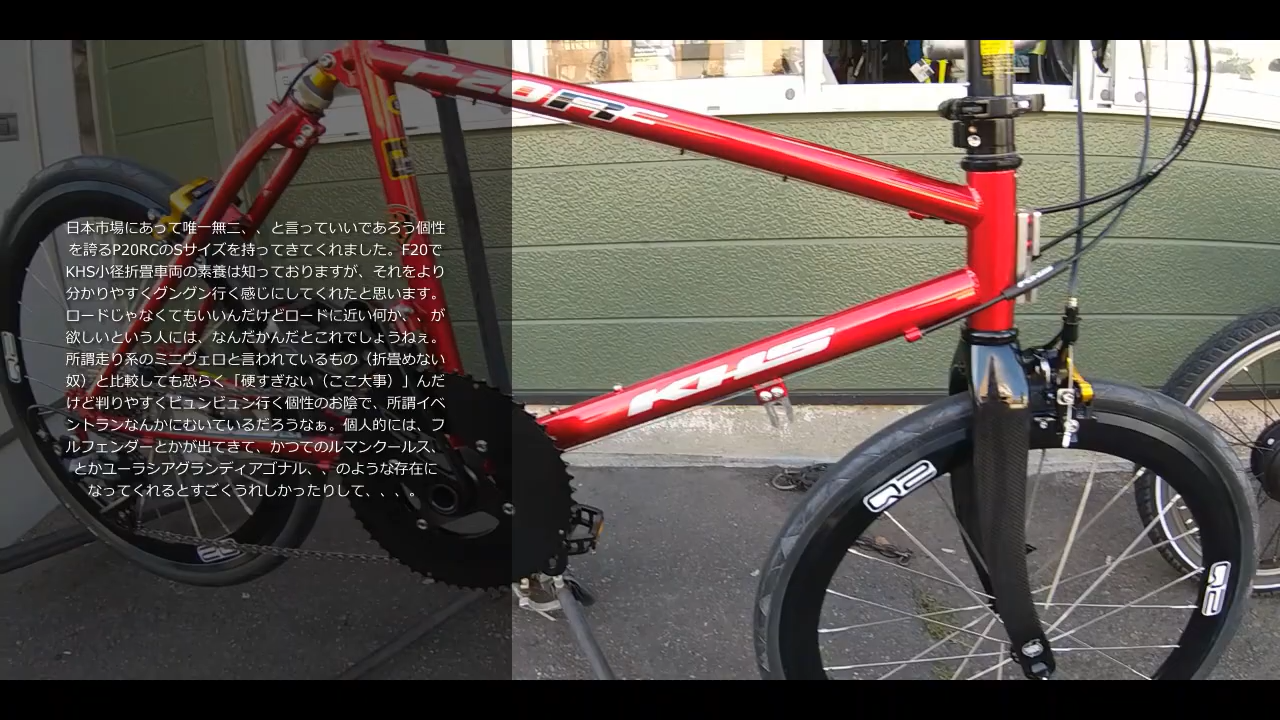 日本市場にあって唯一無二、、と言っていいであろう個性
を誇るP20RCのSサイズを持ってきてくれました。F20で
KHS小径折畳車両の素養は知っておりますが、それをより
分かりやすくグングン行く感じにしてくれたと思います。
ロードじゃなくてもいいんだけどロードに近い何か、、が
欲しいという人には、なんだかんだとこれでしょうねぇ。
所謂走り系のミニヴェロと言われているもの（折畳めない
奴）と比較しても恐らく「硬すぎない（ここ大事）」んだ
けど判りやすくビュンビュン行く個性のお陰で、所謂イベ
ントランなんかにむいているだろうなぁ。個人的には、フ
ルフェンダーとかが出てきて、かつてのルマンクールス、
とかユーラシアグランディアゴナル、、のような存在に
なってくれるとすごくうれしかったりして、、、。
P-20RC
KHS